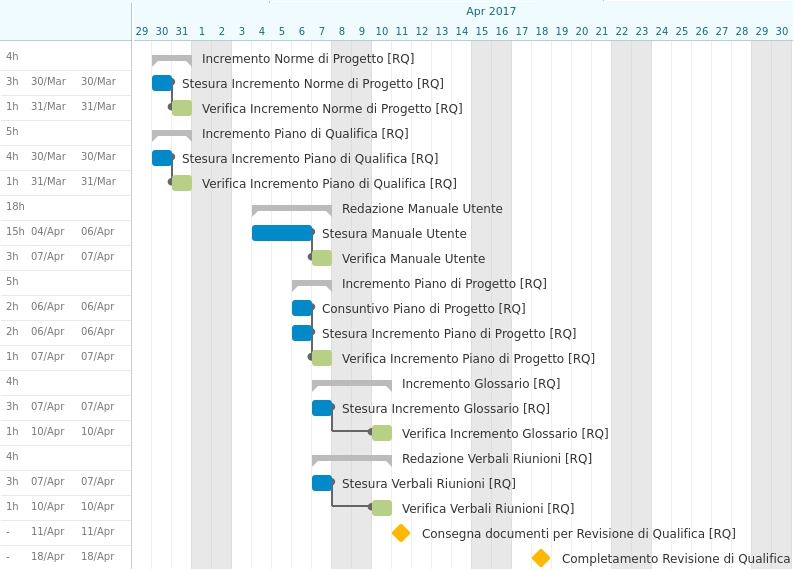 Apr 2017
29 30 31 1 2 3 4 5 6 7 8 9 10 11 12 13 14 15 16 17 18 19 20 21 22 23 24 25 26 27 28 29 30
4h Incremento Norme di Progetto [RQ]
3h 30/Mar 30/Mar Stesura Incremento Norme di Progetto [RQ]
1h 31/Mar 31/Mar Verifica Incremento Norme di Progetto [RQ]
5h Incremento Piano di Qualifica [RQ]
4h 30/Mar 30/Mar Stesura Incremento Piano di Qualifica [RQ]
1h 31/Mar 31/Mar Verifica Incremento Piano di Qualifica [RQ]
18h Redazione Manuale Utente
15h 04/Apr 06/Apr Stesura Manuale Utente
3h 07/Apr 07/Apr Verifica Manuale Utente
5h Incremento Piano di Progetto [RQ]
2h 06/Apr 06/Apr Consuntivo Piano di Progetto [RQ]
2h 06/Apr 06/Apr Stesura Incremento Piano di Progetto [RQ]
1h 07/Apr 07/Apr Verifica Incremento Piano di Progetto [RQ]
4h Incremento Glossario [RQ]
3h 07/Apr 07/Apr Stesura Incremento Glossario [RQ]
1h 10/Apr 10/Apr Verifica Incremento Glossario [RQ]
4h Redazione Verbali Riunioni [RQ]
3h 07/Apr 07/Apr Stesura Verbali Riunioni [RQ]
1h 10/Apr 10/Apr Verifica Verbali Riunioni [RQ]
- 11/Apr 11/Apr Consegna documenti per Revisione di Qualifica [RQ]
- 18/Apr 18/Apr Completamento Revisione di Qualifica